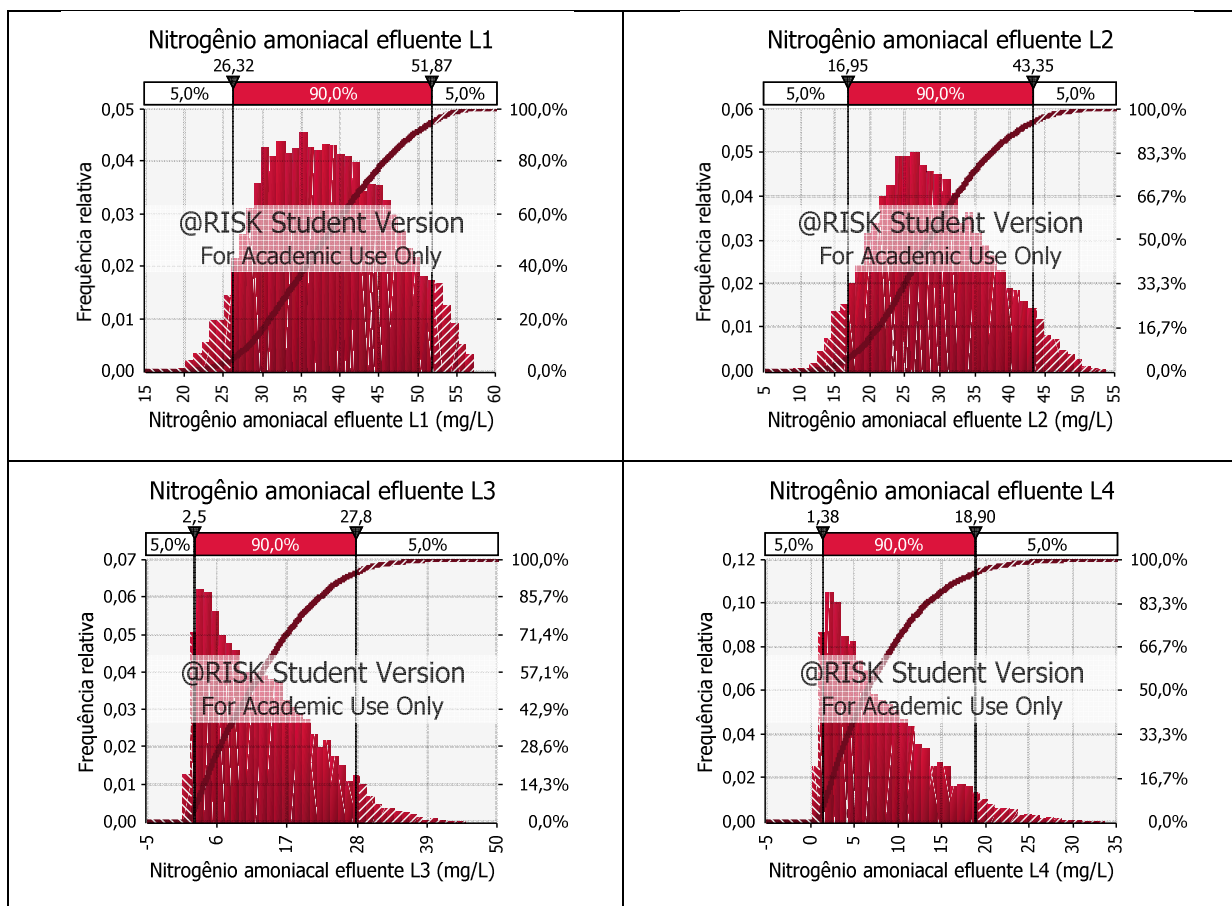 Nitrogênio amoniacal efluente L1
26,32 51,87
5,0% 90,0% 5,0%
0,05 100,0%
0,04 80,0%
0,03 60,0%
0,02 40,0%
0,01 20,0%
0,00 0,0%
Frequência relativa
@RISK Student Version
For Academic Use Only
15 20 25 30 35 40 45 50 55 60
Nitrogênio amoniacal efluente L1 (mg/L)
Nitrogênio amoniacal efluente L2
16,95 43,35
5,0% 90,0% 5,0%
0,06 100,0%
0,05 83,3%
0,04 66,7%
0,03 50,0%
0,02 33,3%
0,01 16,7%
0,00 0,0%
Frequência relativa
@RISK Student Version
For Academic Use Only
5 10 15 20 25 30 35 40 45 50 55
Nitrogênio amoniacal efluente L2 (mg/L)
Nitrogênio amoniacal efluente L3
2,5 27,8
5,0% 90,0% 5,0%
0,07 100,0%
0,06 85,7%
0,05 71,4%
0,04 57,1%
0,03 42,9%
0,02 28,6%
0,01 14,3%
0,00 0,0%
Frequência relativa
@RISK Student Version
For Academic Use Only
-5 6 17 28 39 50
Nitrogênio amoniacal efluente L3 (mg/L)
Nitrogênio amoniacal efluente L4
1,38 18,90
5,0% 90,0% 5,0%
0,12 100,0%
0,10 83,3%
0,08 66,7%
0,06 50,0%
0,04 33,3%
0,02 16,7%
0,00 0,0%
Frequência relativa
@RISK Student Version
For Academic Use Only
-5 0 5 10 15 20 25 30 35
Nitrogênio amoniacal efluente L4 (mg/L)